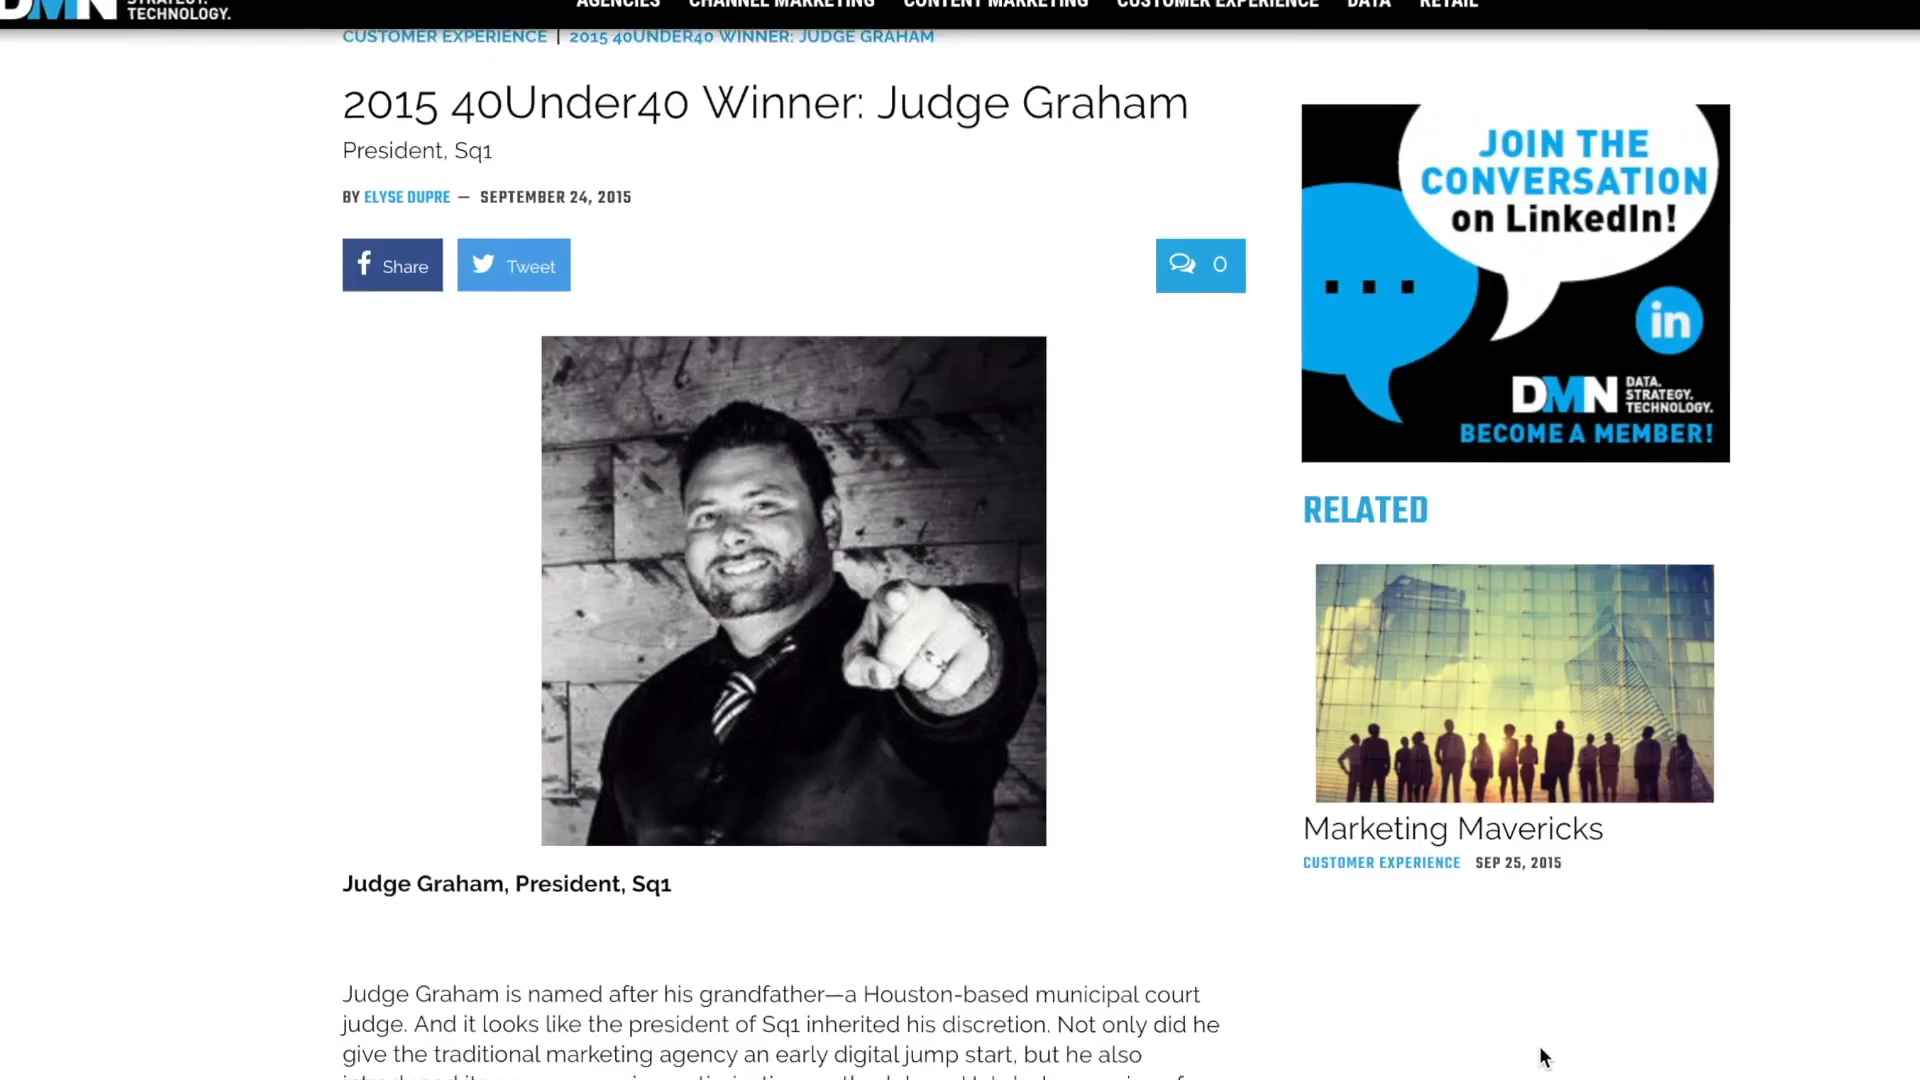 DMN STRATEGY.
TECHNOLOGY.
AGENCIES CHANNEL MARKETING CONTENT MARKETING CUSTOMER EXPERIENCE DATA RETAIL
CUSTOMER EXPERIENCE | 2015 40UNDER40 WINNER: JUDGE GRAHAM
2015 40Under40 Winner: Judge Graham
President, Sq1
BY ELYSE DUPRE — SEPTEMBER 24, 2015
Share
Tweet
0
Judge Graham, President, Sq1
Judge Graham is named after his grandfather—a Houston-based municipal court
judge. And it looks like the president of Sq1 inherited his discretion. Not only did he
give the traditional marketing agency an early digital jump start, but he also
JOIN THE
CONVERSATION
on LinkedIn!
in
DMN DATA.
STRATEGY.
TECHNOLOGY.
BECOME A MEMBER!
RELATED
Marketing Mavericks
CUSTOMER EXPERIENCE SEP 25, 2015